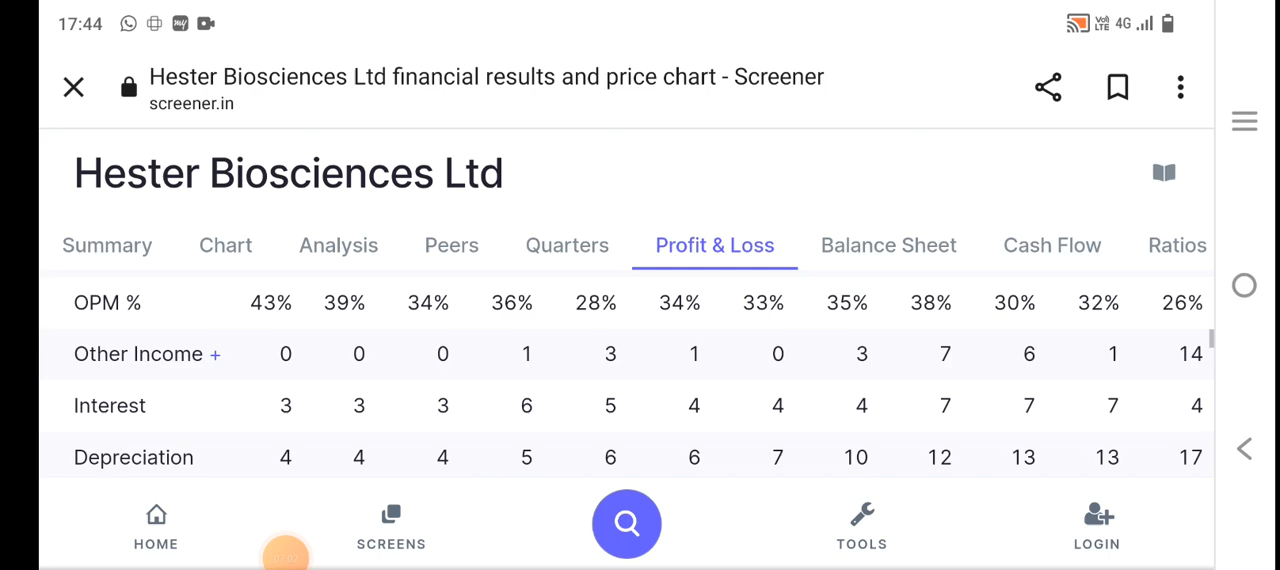 17:44
my
Vo) LTE 4G
Hester Biosciences Ltd financial results and price chart - Screener
screener.in
Hester Biosciences Ltd
Summary Chart Analysis Peers Quarters Profit & Loss Balance Sheet Cash Flow Ratios
OPM % 43% 39% 34% 36% 28% 34% 33% 35% 38% 30% 32% 26%
Other Income + 0 0 0 1 3 1 0 3 7 6 1 14
Interest 3 3 3 6 5 4 4 4 7 7 7 4
Depreciation 4 4 4 5 6 6 7 10 12 13 13 17
HOME SCREENS TOOLS LOGIN